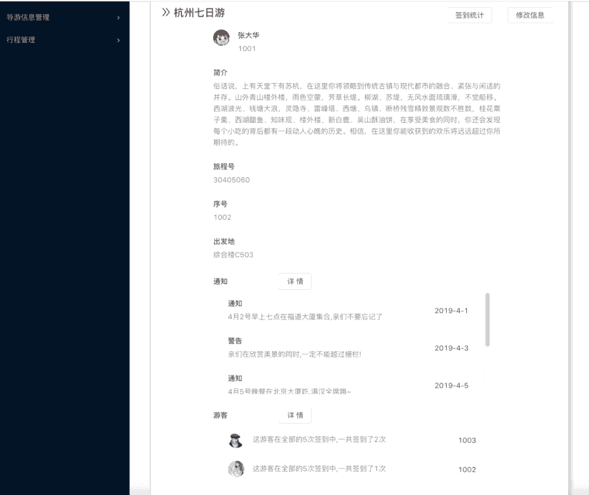 导游信息管理
行程管理
杭州七日游
签到统计
修改信息
张大华
1001
简介
俗话说，上有天堂下有苏杭，在这里你将领略到传统古镇与现代都市的融合，紧张与闲适的
并存。山外青山楼外楼，雨色空蒙，芳草长堤。柳湖、苏堤，无风水面琉璃滑，不觉船移。
西湖波光、钱塘大浪，灵隐寺、雷峰塔、西塘、乌镇、断桥残雪精致景观数不胜数，桂花栗
子羹、西湖醋鱼、知味观、楼外楼、新白鹿、吴山酥油饼，在享受美食的同时，你还会发现
每个小吃的背后都有一段动人心魄的历史。相信，在这里你能收获到的欢乐将远远超过你所
期待的。
旅程号
30405060
序号
1002
出发地
综合楼C503
通知
详 情
通知
4月2号早上七点在福道大厦集合,亲们不要忘记了
2019-4-1
警告
亲们在欣赏美景的同时,一定不能越过栅栏!
2019-4-3
通知
4月5号晚餐在北京大厦吃,满汉全席哦~
2019-4-5
游客
详 情
这游客在全部的5次签到中,一共签到了2次
1003
这游客在全部的5次签到中,一共签到了1次
1002